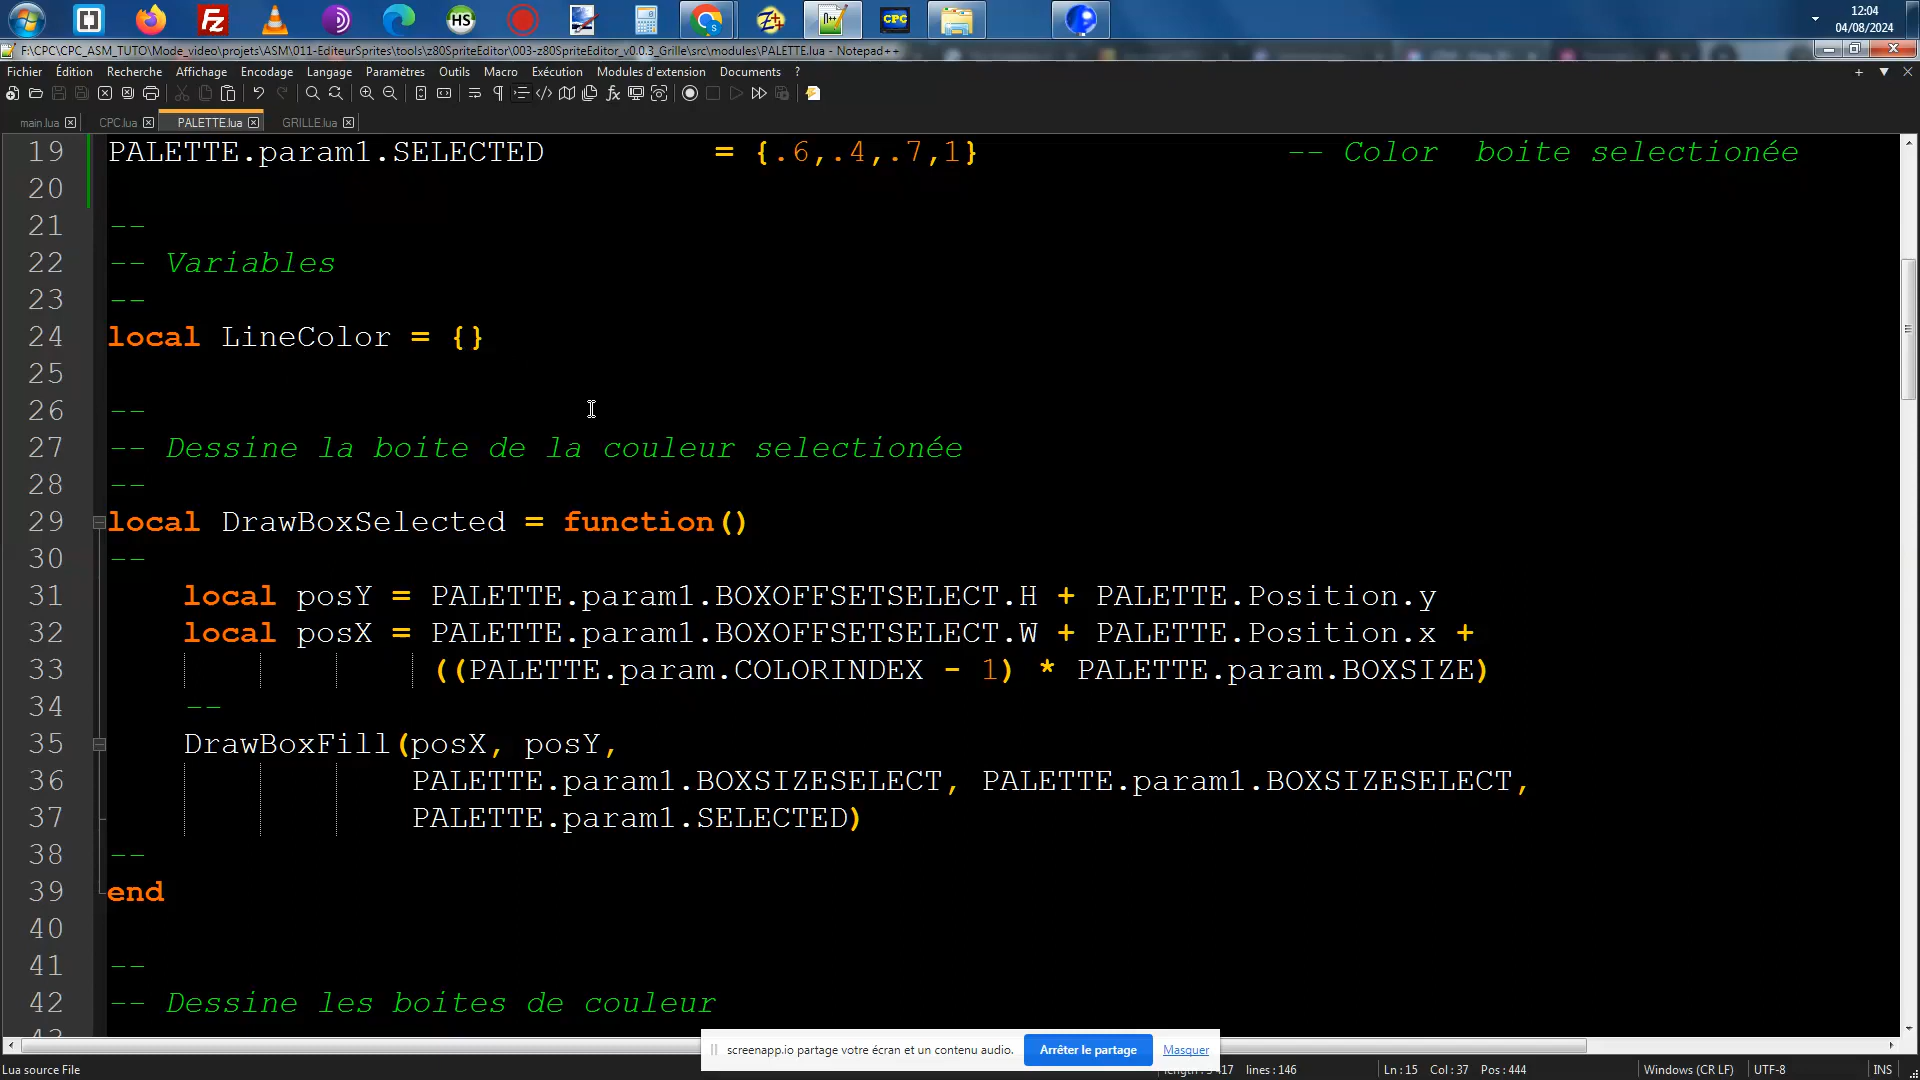 12:04
04/08/2024
F:\CPC\CPC_ASM_TUTO\Mode_video\projets\ASM\011-EditeurSprites\tools\z80SpriteEditor\003-z80SpriteEditor_v0.0.3_Grille\src\modules\PALETTE.lua - Notepad++
Fichier Édition Recherche Affichage Encodage Langage Paramètres Outils Macro Exécution Modules d'extension Documents ?
main.lua CPC.lua PALETTE.lua GRILLE.lua
19 PALETTE.param1.SELECTED = {.6,.4,.7,1} -- Color boite selectionée
20
21 --
22 -- Variables
23 --
24 local LineColor = {}
25
26 --
27 -- Dessine la boite de la couleur selectionée
28 --
29 local DrawBoxSelected = function()
30 --
31 local posY = PALETTE.param1.BOXOFFSETSELECT.H + PALETTE.Position.y
32 local posX = PALETTE.param1.BOXOFFSETSELECT.W + PALETTE.Position.x +
33 ((PALETTE.param.COLORINDEX - 1) * PALETTE.param.BOXSIZE)
34 --
35 DrawBoxFill(posX, posY,
36 PALETTE.param1.BOXSIZESELECT, PALETTE.param1.BOXSIZESELECT,
37 PALETTE.param1.SELECTED)
38 --
39 end
40
41 --
42 -- Dessine les boites de couleur
screenapp.io partage votre écran et un contenu audio. Arrêter le partage Masquer
Lua source File lines : 146 Ln : 15 Col : 37 Pos : 444 Windows (CR LF) UTF-8 INS